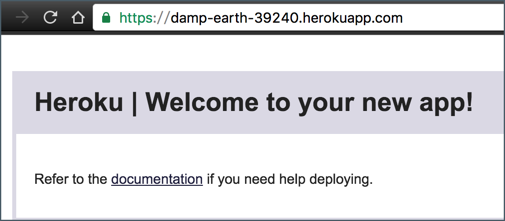 https://damp-earth-39240.herokuapp.com
Heroku | Welcome to your new app!
Refer to the documentation if you need help deploying.